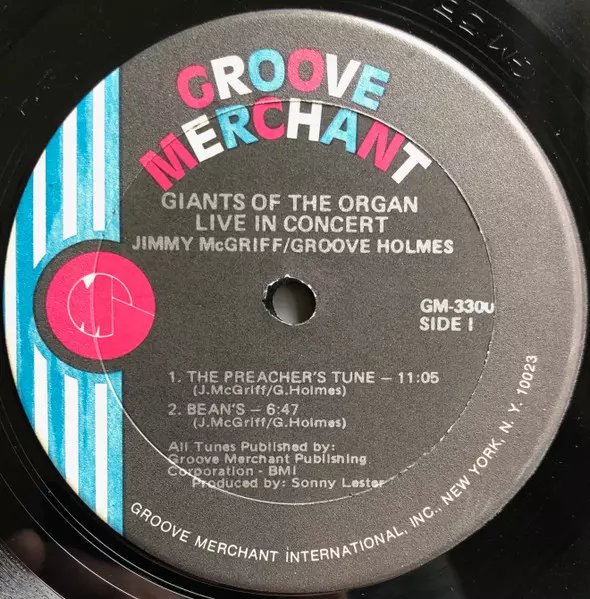 GROOVE
MERCHANT
GIANTS OF THE ORGAN
LIVE IN CONCERT
JIMMY McGRIFF/GROOVE HOLMES
GM-3300
SIDE I
1. THE PREACHER'S TUNE – 11:05
(J.McGriff/G.Holmes)
2. BEAN'S – 6:47
(J.McGriff/G.Holmes)
All Tunes Published by:
Groove Merchant Publishing
Corporation - BMI
Produced by: Sonny Lester
GROOVE MERCHANT INTERNATIONAL, INC., NEW YORK, N. Y. 10023